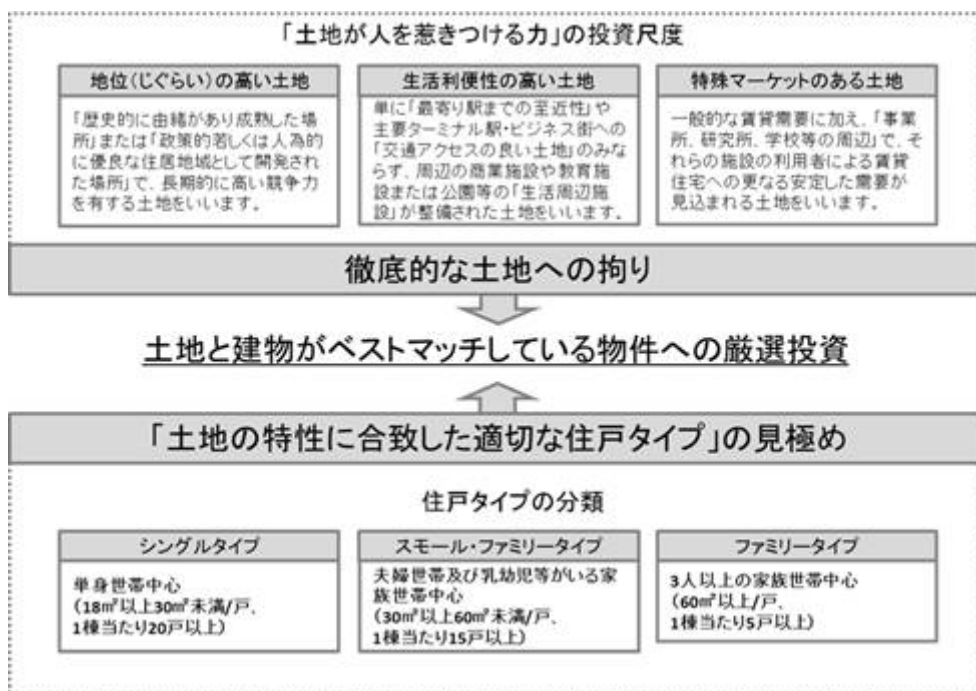 「土地が人を惹きつける力」の投資尺度
地位（じぐらい）の高い土地
「歴史的に由緒があり成熟した場
所」または「政策的若しくは人為的
に優良な住居地域として開発され
た場所」で、長期的に高い競争力
を有する土地をいいます。
生活利便性の高い土地
単に「最寄り駅までの至近性」や
主要ターミナル駅・ビジネス街への
「交通アクセスの良い土地」のみな
らず、周辺の商業施設や教育施
設または公園等の「生活周辺施
設」が整備された土地をいいます。
特殊マーケットのある土地
一般的な賃貸需要に加え、「事業
所、研究所、学校等の周辺」で、そ
れらの施設の利用者による賃貸
住宅への更なる安定した需要が
見込まれる土地をいいます。
徹底的な土地への拘り
土地と建物がベストマッチしている物件への厳選投資
「土地の特性に合致した適切な住戸タイプ」の見極め
住戸タイプの分類
シングルタイプ
単身世帯中心
（18㎡以上30㎡未満/戸、
1棟当たり20戸以上）
スモール・ファミリータイプ
夫婦世帯及び乳幼児等がいる家
族世帯中心
（30㎡以上60㎡未満/戸、
1棟当たり15戸以上）
ファミリータイプ
3人以上の家族世帯中心
（60㎡以上/戸、
1棟当たり5戸以上）